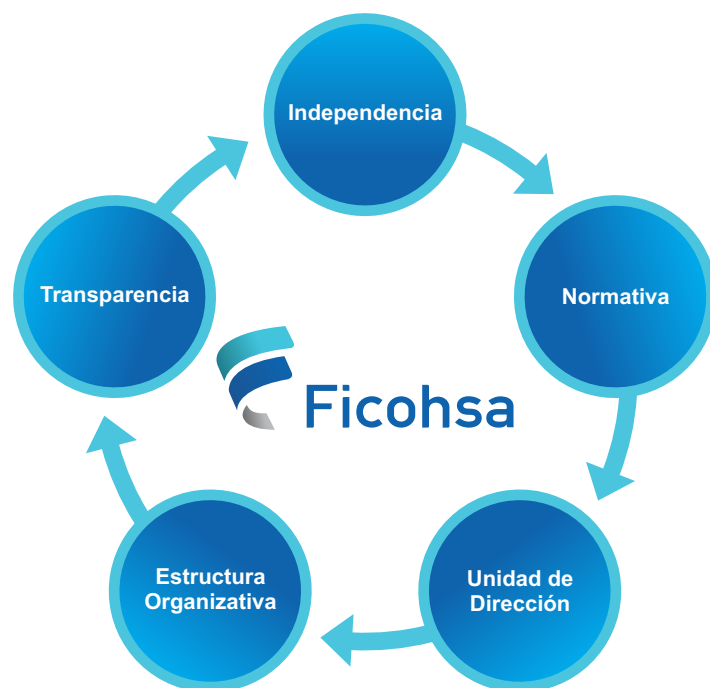 Independencia
Normativa
Unidad de
Dirección
Estructura
Organizativa
Transparencia
Ficohsa